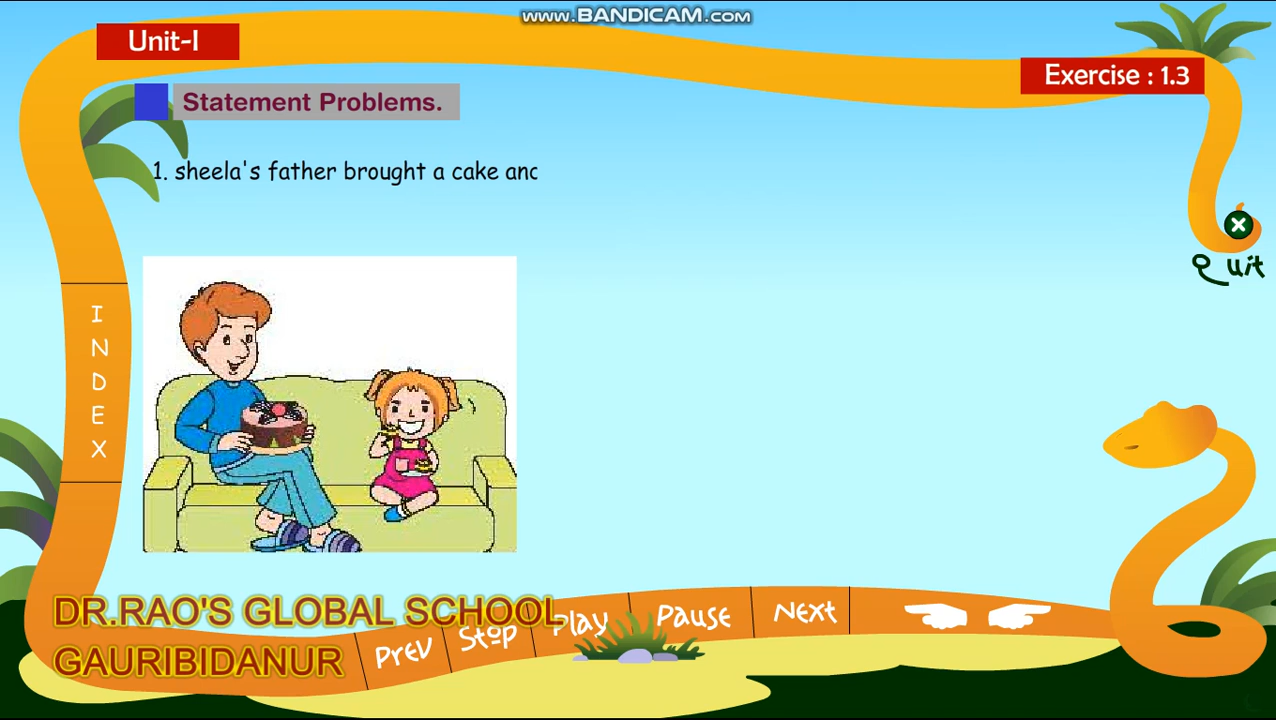 www.BANDICAM.com
Unit-I
Exercise : 1.3
Statement Problems.
1. sheela's father brought a cake anc
Quit
I
N
D
E
X
DR.RAO'S GLOBAL SCHOOL
GAURIBIDANUR
Prev
Stop
Play
Pause
Next